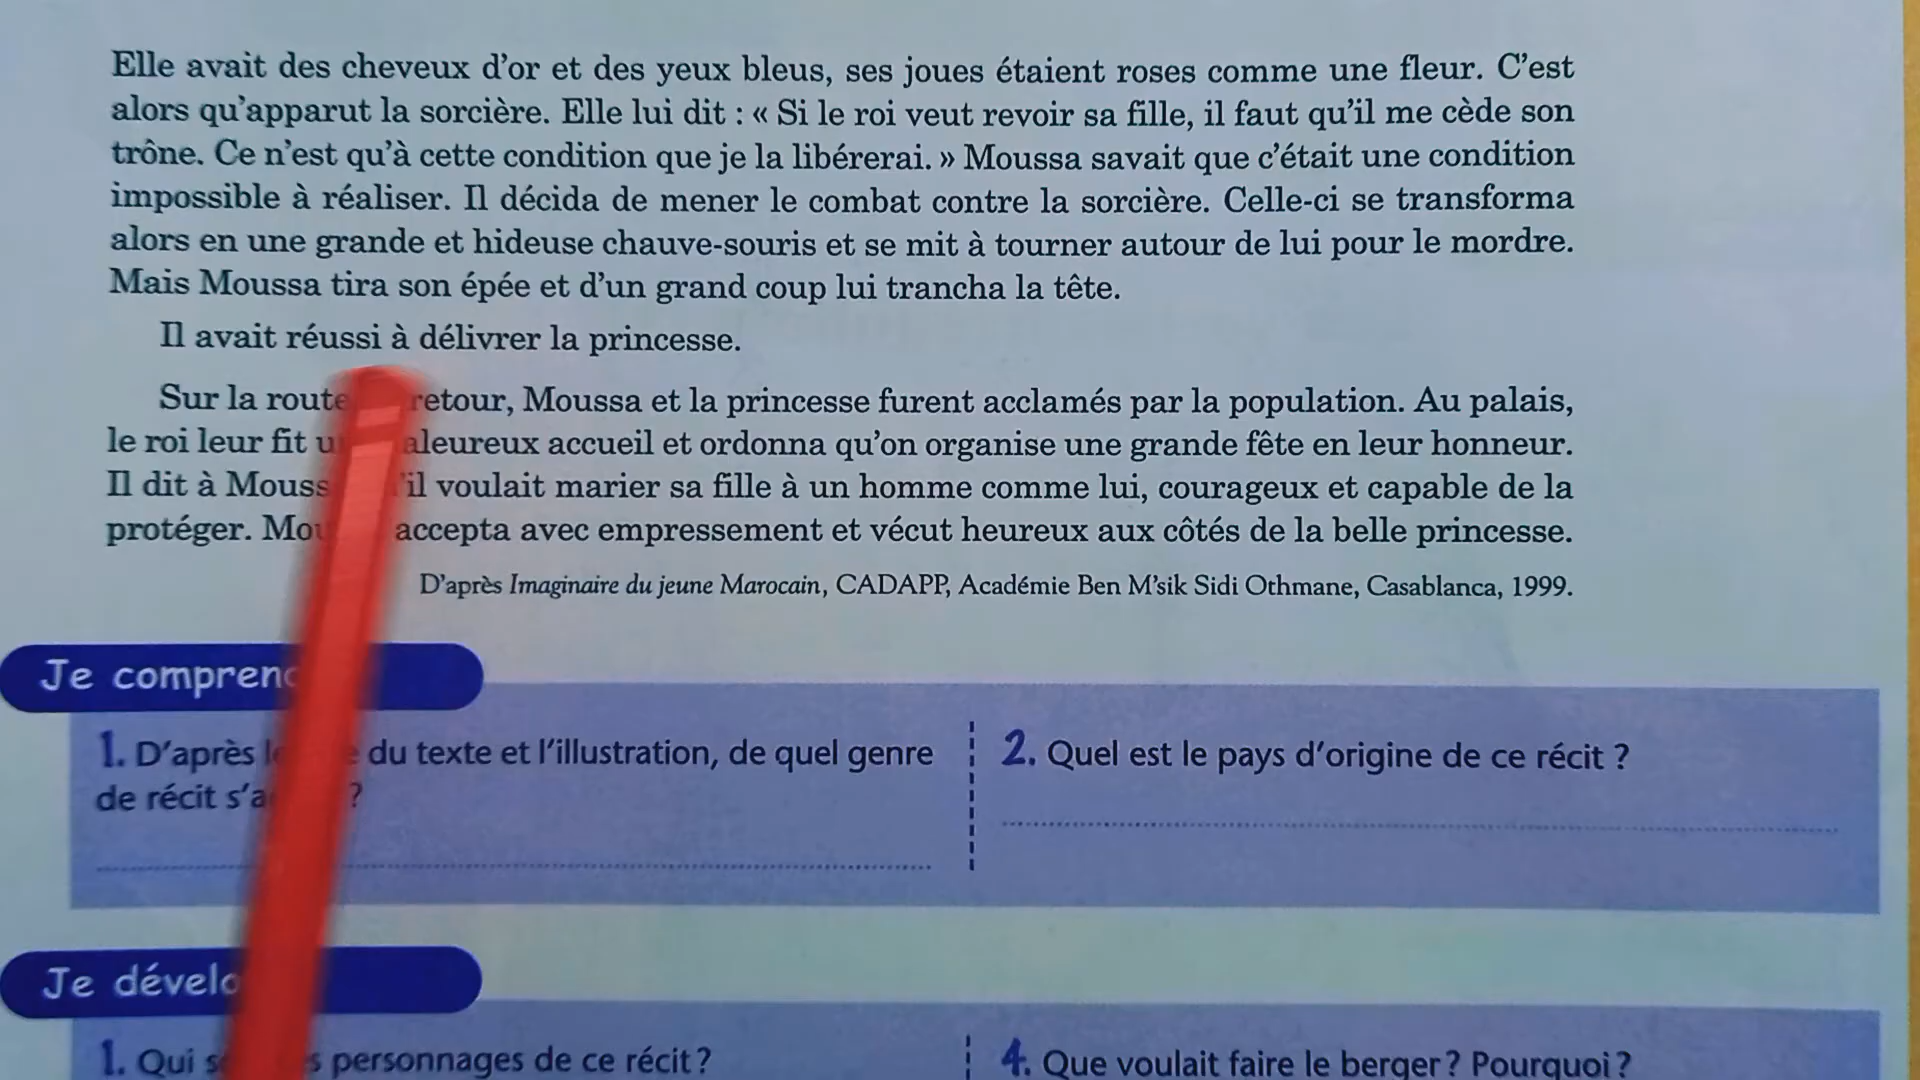 Elle avait des cheveux d'or et des yeux bleus, ses joues étaient roses comme une fleur. C'est
alors qu'apparut la sorcière. Elle lui dit : « Si le roi veut revoir sa fille, il faut qu'il me cède son
trône. Ce n'est qu'à cette condition que je la libérerai. » Moussa savait que c'était une condition
impossible à réaliser. Il décida de mener le combat contre la sorcière. Celle-ci se transforma
alors en une grande et hideuse chauve-souris et se mit à tourner autour de lui pour le mordre.
Mais Moussa tira son épée et d'un grand coup lui trancha la tête.
Il avait réussi à délivrer la princesse.
Sur la route retour, Moussa et la princesse furent acclamés par la population. Au palais,
le roi leur fit accueil et ordonna qu'on organise une grande fête en leur honneur.
Il dit à il voulait marier sa fille à un homme comme lui, courageux et capable de la
protéger. accepta avec empressement et vécut heureux aux côtés de la belle princesse.
D'après Imaginaire du jeune Marocain, CADAPP, Académie Ben M'sik Sidi Othmane, Casablanca, 1999.
Je
1. D'après du texte et l'illustration, de quel genre
de récit ?
2. Quel est le pays d'origine de ce récit ?
Je
1. Qui personnages de ce récit ?
4. Que voulait faire le berger ? Pourquoi ?